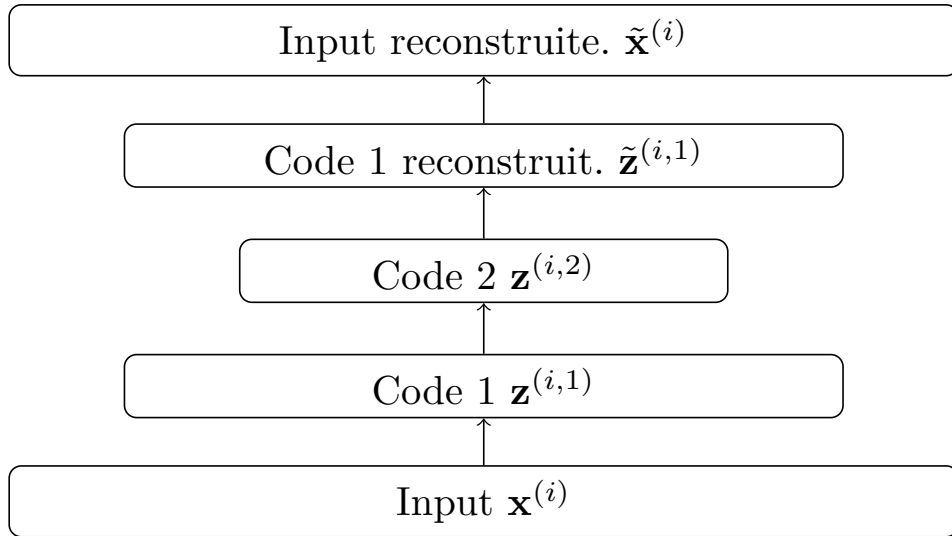 Input reconstruite. x̃⁽ⁱ⁾
Code 1 reconstruit. z̃⁽ⁱ,¹⁾
Code 2 z⁽ⁱ,²⁾
Code 1 z⁽ⁱ,¹⁾
Input x⁽ⁱ⁾